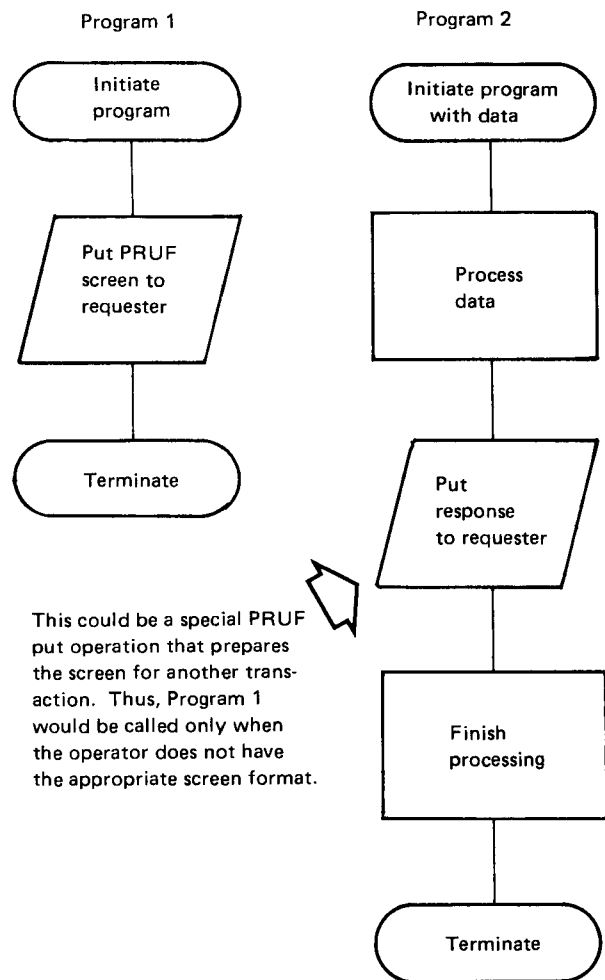 Program 1
Initiate
program
Put PRUF
screen to
requester
Terminate
This could be a special PRUF
put operation that prepares
the screen for another trans-
action. Thus, Program 1
would be called only when
the operator does not have
the appropriate screen format.
Program 2
Initiate program
with data
Process
data
Put
response
to requester
Finish
processing
Terminate